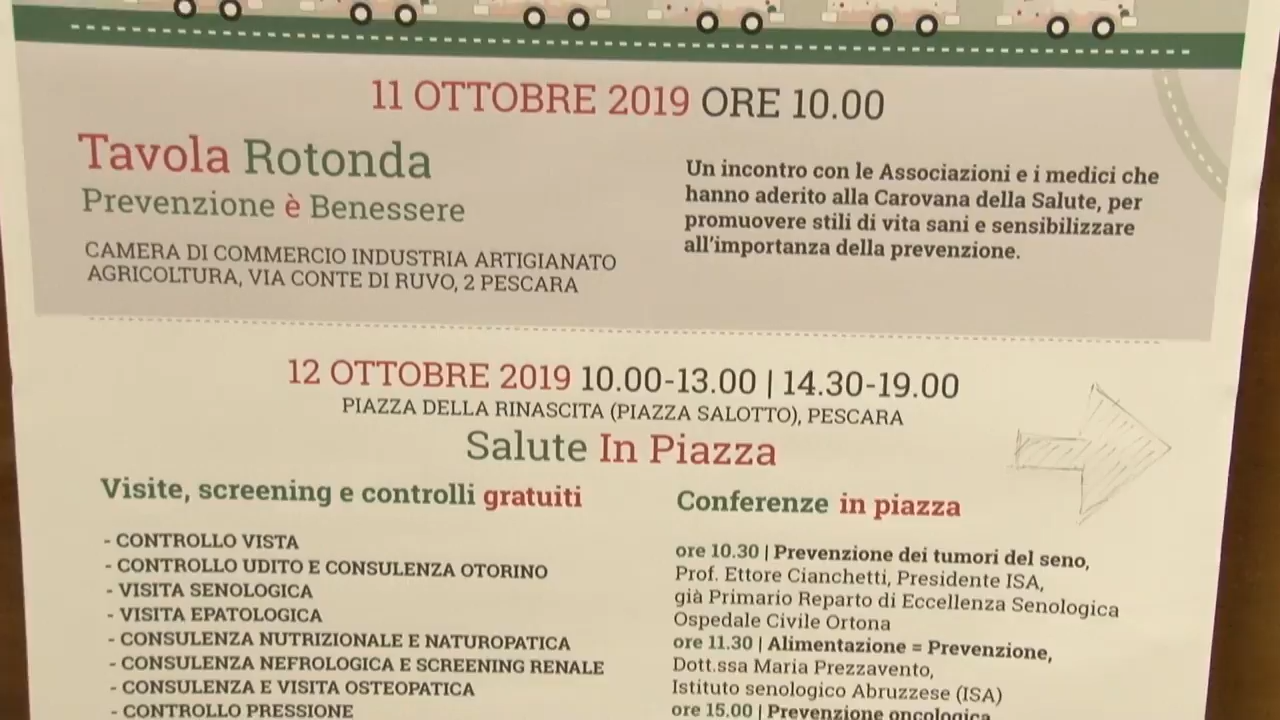 11 OTTOBRE 2019 ORE 10.00
Tavola Rotonda
Prevenzione è Benessere
CAMERA DI COMMERCIO INDUSTRIA ARTIGIANATO
AGRICOLTURA, VIA CONTE DI RUVO, 2 PESCARA
Un incontro con le Associazioni e i medici che
hanno aderito alla Carovana della Salute, per
promuovere stili di vita sani e sensibilizzare
all'importanza della prevenzione.
12 OTTOBRE 2019 10.00-13.00 | 14.30-19.00
PIAZZA DELLA RINASCITA (PIAZZA SALOTTO), PESCARA
Salute In Piazza
Visite, screening e controlli gratuiti
- CONTROLLO VISTA
- CONTROLLO UDITO E CONSULENZA OTORINO
- VISITA SENOLOGICA
- VISITA EPATOLOGICA
- CONSULENZA NUTRIZIONALE E NATUROPATICA
- CONSULENZA NEFROLOGICA E SCREENING RENALE
- CONSULENZA E VISITA OSTEOPATICA
- CONTROLLO PRESSIONE
Conferenze in piazza
ore 10.30 | Prevenzione dei tumori del seno,
Prof. Ettore Cianchetti, Presidente ISA,
già Primario Reparto di Eccellenza Senologica
Ospedale Civile Ortona
ore 11.30 | Alimentazione = Prevenzione,
Dott.ssa Maria Prezzavento,
Istituto senologico Abruzzese (ISA)
ore 15.00 | Prevenzione oncologica